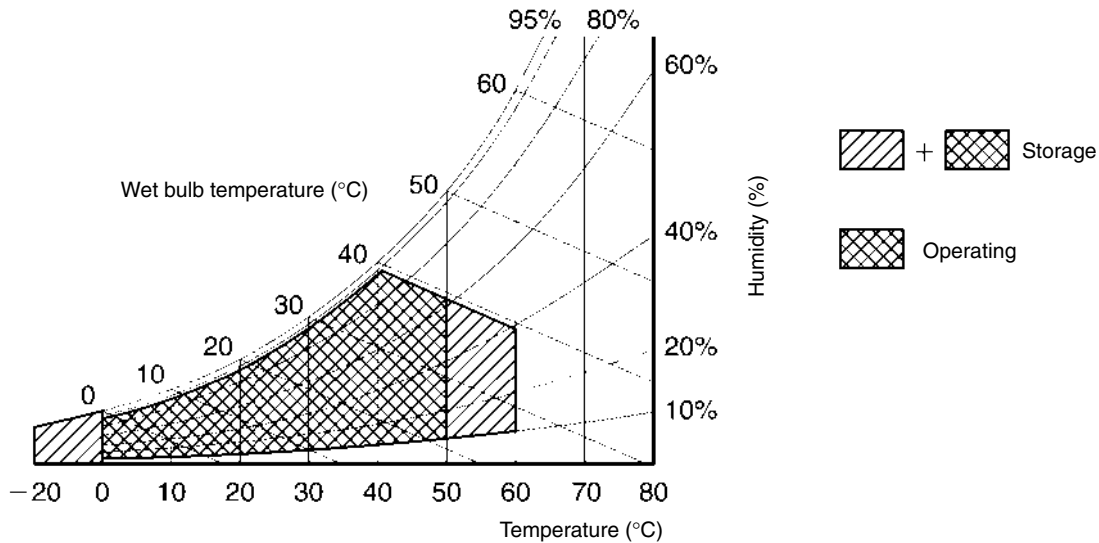 95% 80%
60 60%
+ Storage
Wet bulb temperature (°C) 50
Humidity (%)
40 40%
Operating
30
20 20%
10
0 10%
−20 0 10 20 30 40 50 60 70 80
Temperature (°C)